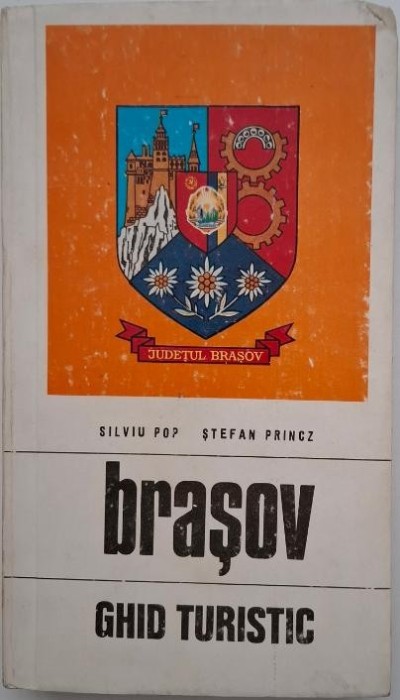 JUDEȚUL BRAȘOV
SILVIU POP ȘTEFAN PRINCZ
brașov
GHID TURISTIC